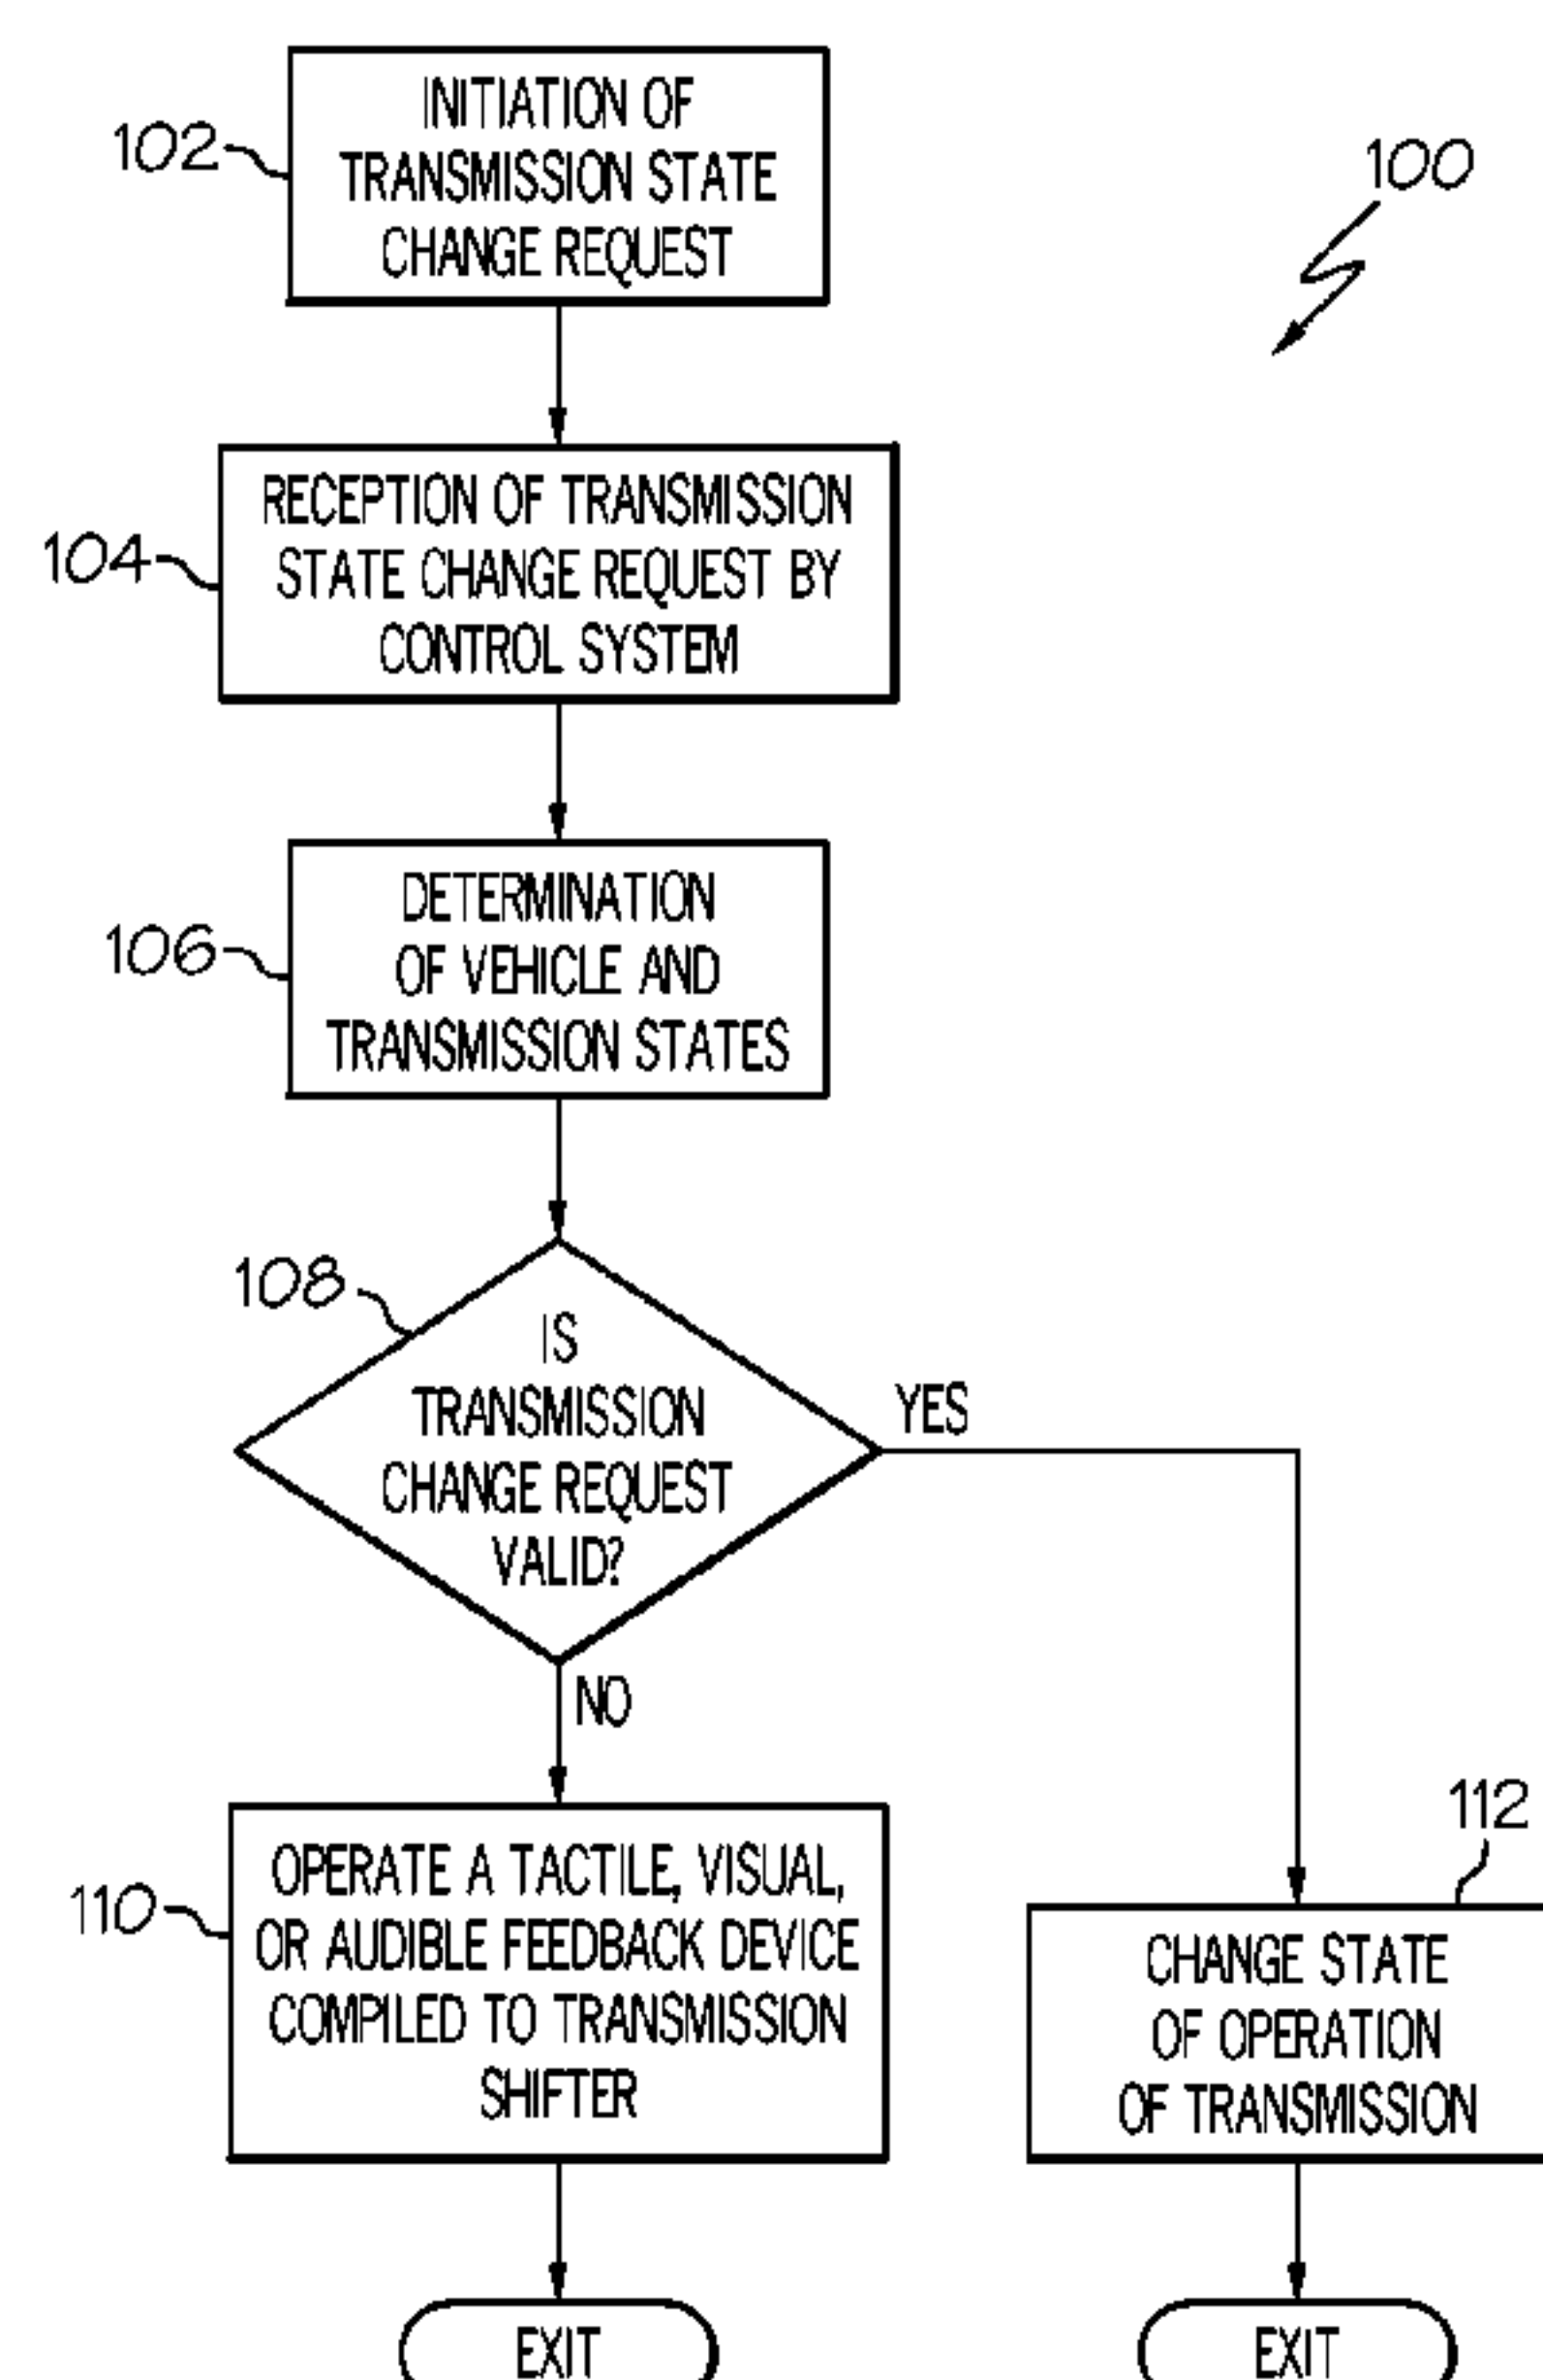 INITIATION OF
TRANSMISSION STATE
CHANGE REQUEST
102
100
RECEPTION OF TRANSMISSION
STATE CHANGE REQUEST BY
CONTROL SYSTEM
104
DETERMINATION
OF VEHICLE AND
TRANSMISSION STATES
106
108
IS
TRANSMISSION
CHANGE REQUEST
VALID?
YES
NO
110
OPERATE A TACTILE, VISUAL,
OR AUDIBLE FEEDBACK DEVICE
COMPILED TO TRANSMISSION
SHIFTER
112
CHANGE STATE
OF OPERATION
OF TRANSMISSION
EXIT
EXIT